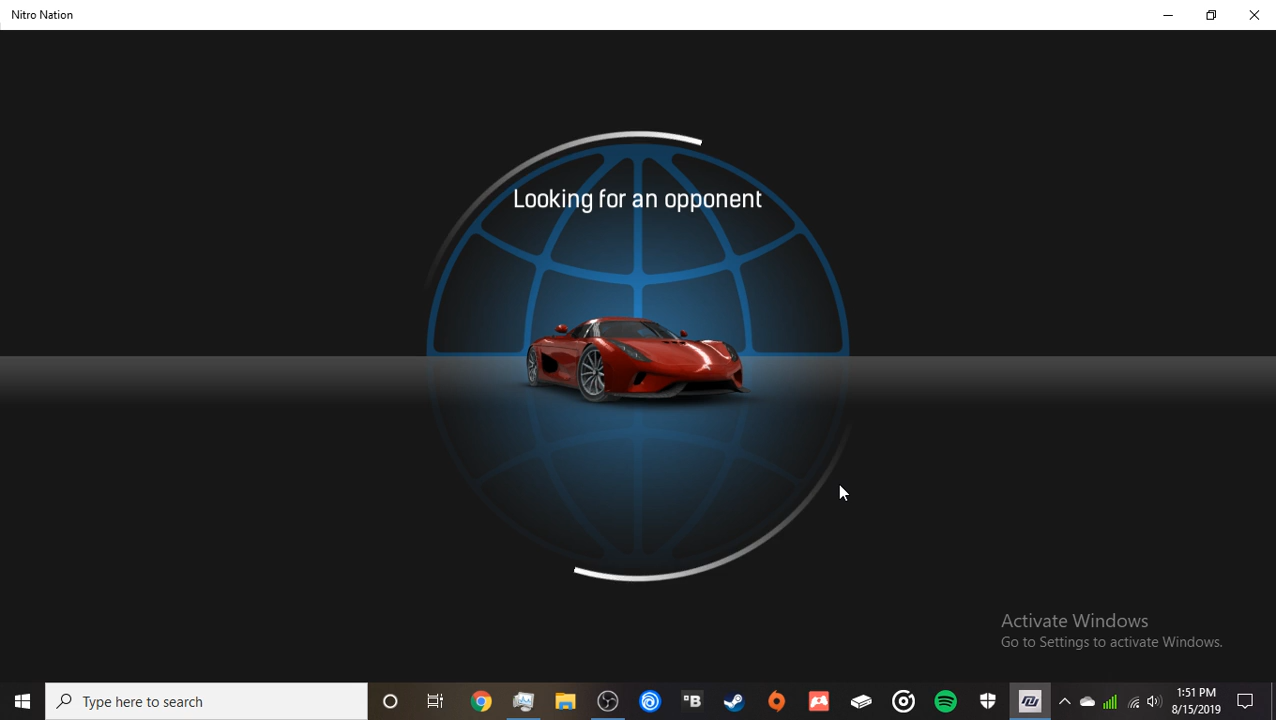 Nitro Nation
Looking for an opponent
Activate Windows
Go to Settings to activate Windows.
Type here to search
B
1:51 PM
8/15/2019